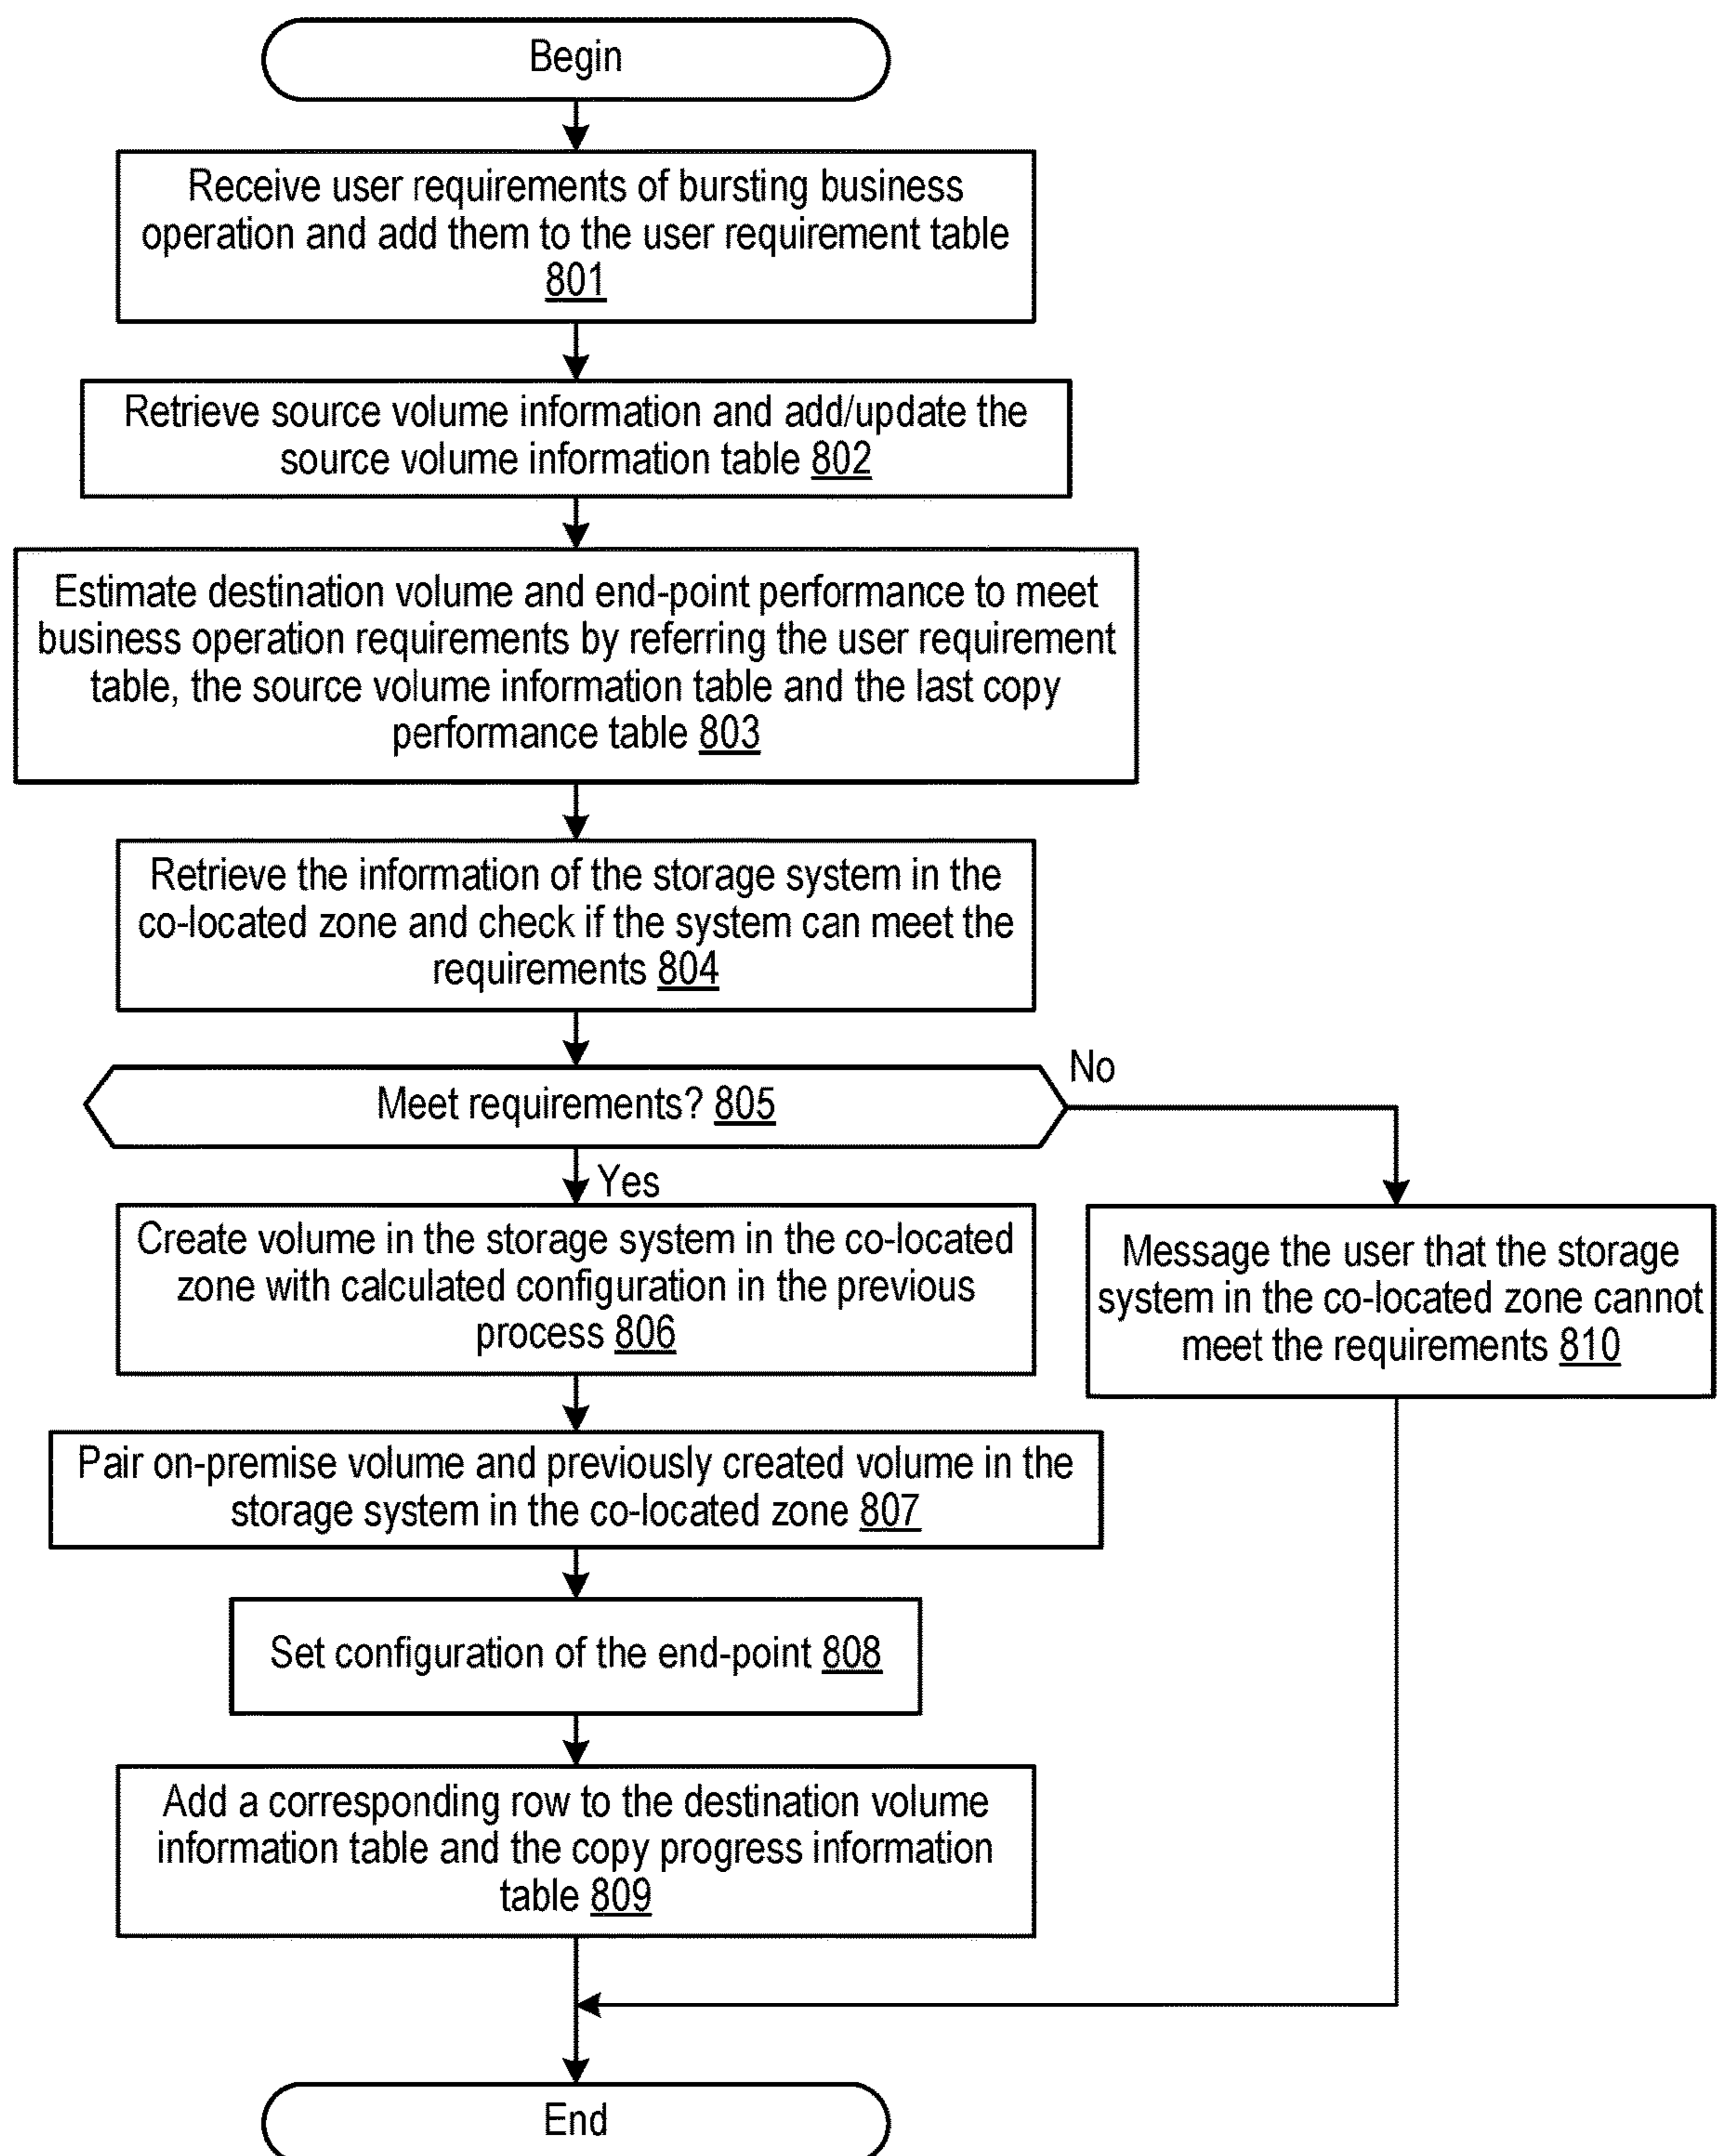 Begin
Receive user requirements of bursting business
operation and add them to the user requirement table
801
Retrieve source volume information and add/update the
source volume information table 802
Estimate destination volume and end-point performance to meet
business operation requirements by referring the user requirement
table, the source volume information table and the last copy
performance table 803
Retrieve the information of the storage system in the
co-located zone and check if the system can meet the
requirements 804
Meet requirements? 805
No
Yes
Create volume in the storage system in the co-located
zone with calculated configuration in the previous
process 806
Message the user that the storage
system in the co-located zone cannot
meet the requirements 810
Pair on-premise volume and previously created volume in the
storage system in the co-located zone 807
Set configuration of the end-point 808
Add a corresponding row to the destination volume
information table and the copy progress information
table 809
End